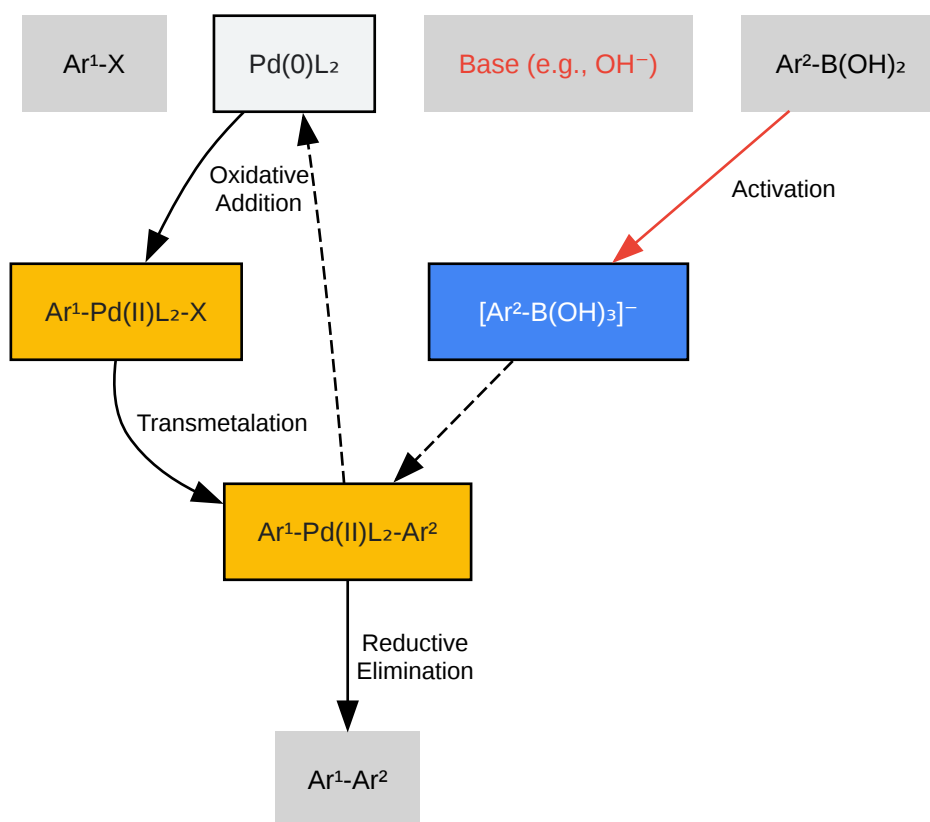 Ar¹-X
Pd(0)L₂
Base (e.g., OH⁻)
Ar²-B(OH)₂
Oxidative
Addition
Activation
Ar¹-Pd(II)L₂-X
[Ar²-B(OH)₃]⁻
Transmetalation
Ar¹-Pd(II)L₂-Ar²
Reductive
Elimination
Ar¹-Ar²